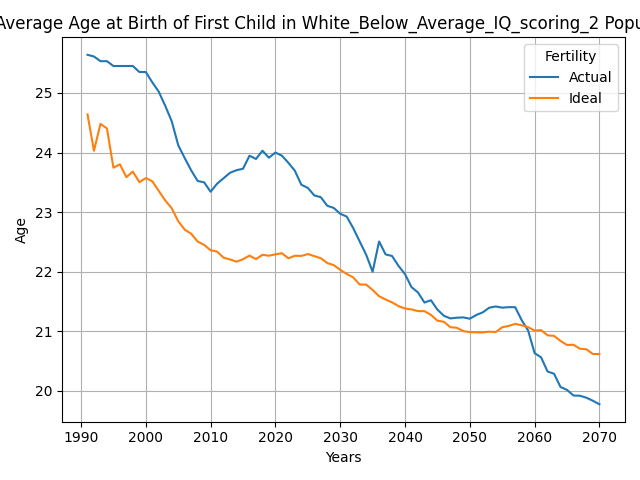 Average Age at Birth of First Child in White_Below_Average_IQ_scoring_2
Fertility
Actual
Ideal
25
24
23
22
21
20
Age
1990 2000 2010 2020 2030 2040 2050 2060 2070
Years